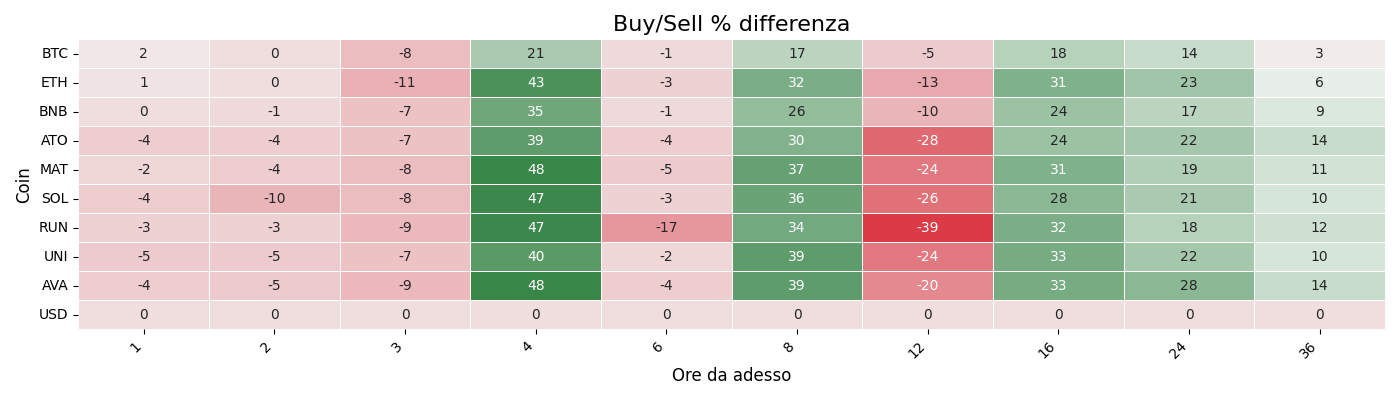 Buy/Sell % differenza
BTC 2 0 -8 21 -1 17 -5 18 14 3
ETH 1 0 -11 43 -3 32 -13 31 23 6
BNB 0 -1 -7 35 -1 26 -10 24 17 9
ATO -4 -4 -7 39 -4 30 -28 24 22 14
MAT -2 -4 -8 48 -5 37 -24 31 19 11
SOL -4 -10 -8 47 -3 36 -26 28 21 10
RUN -3 -3 -9 47 -17 34 -39 32 18 12
UNI -5 -5 -7 40 -2 39 -24 33 22 10
AVA -4 -5 -9 48 -4 39 -20 33 28 14
USD 0 0 0 0 0 0 0 0 0 0
Coin
1 2 3 4 6 8 12 16 24 36
Ore da adesso